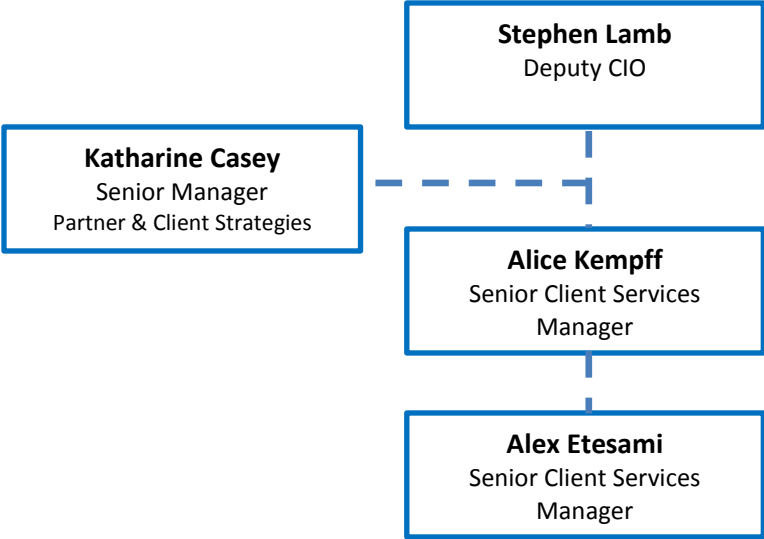 Stephen Lamb
Deputy CIO
Katharine Casey
Senior Manager
Partner & Client Strategies
Alice Kempff
Senior Client Services
Manager
Alex Etesami
Senior Client Services
Manager